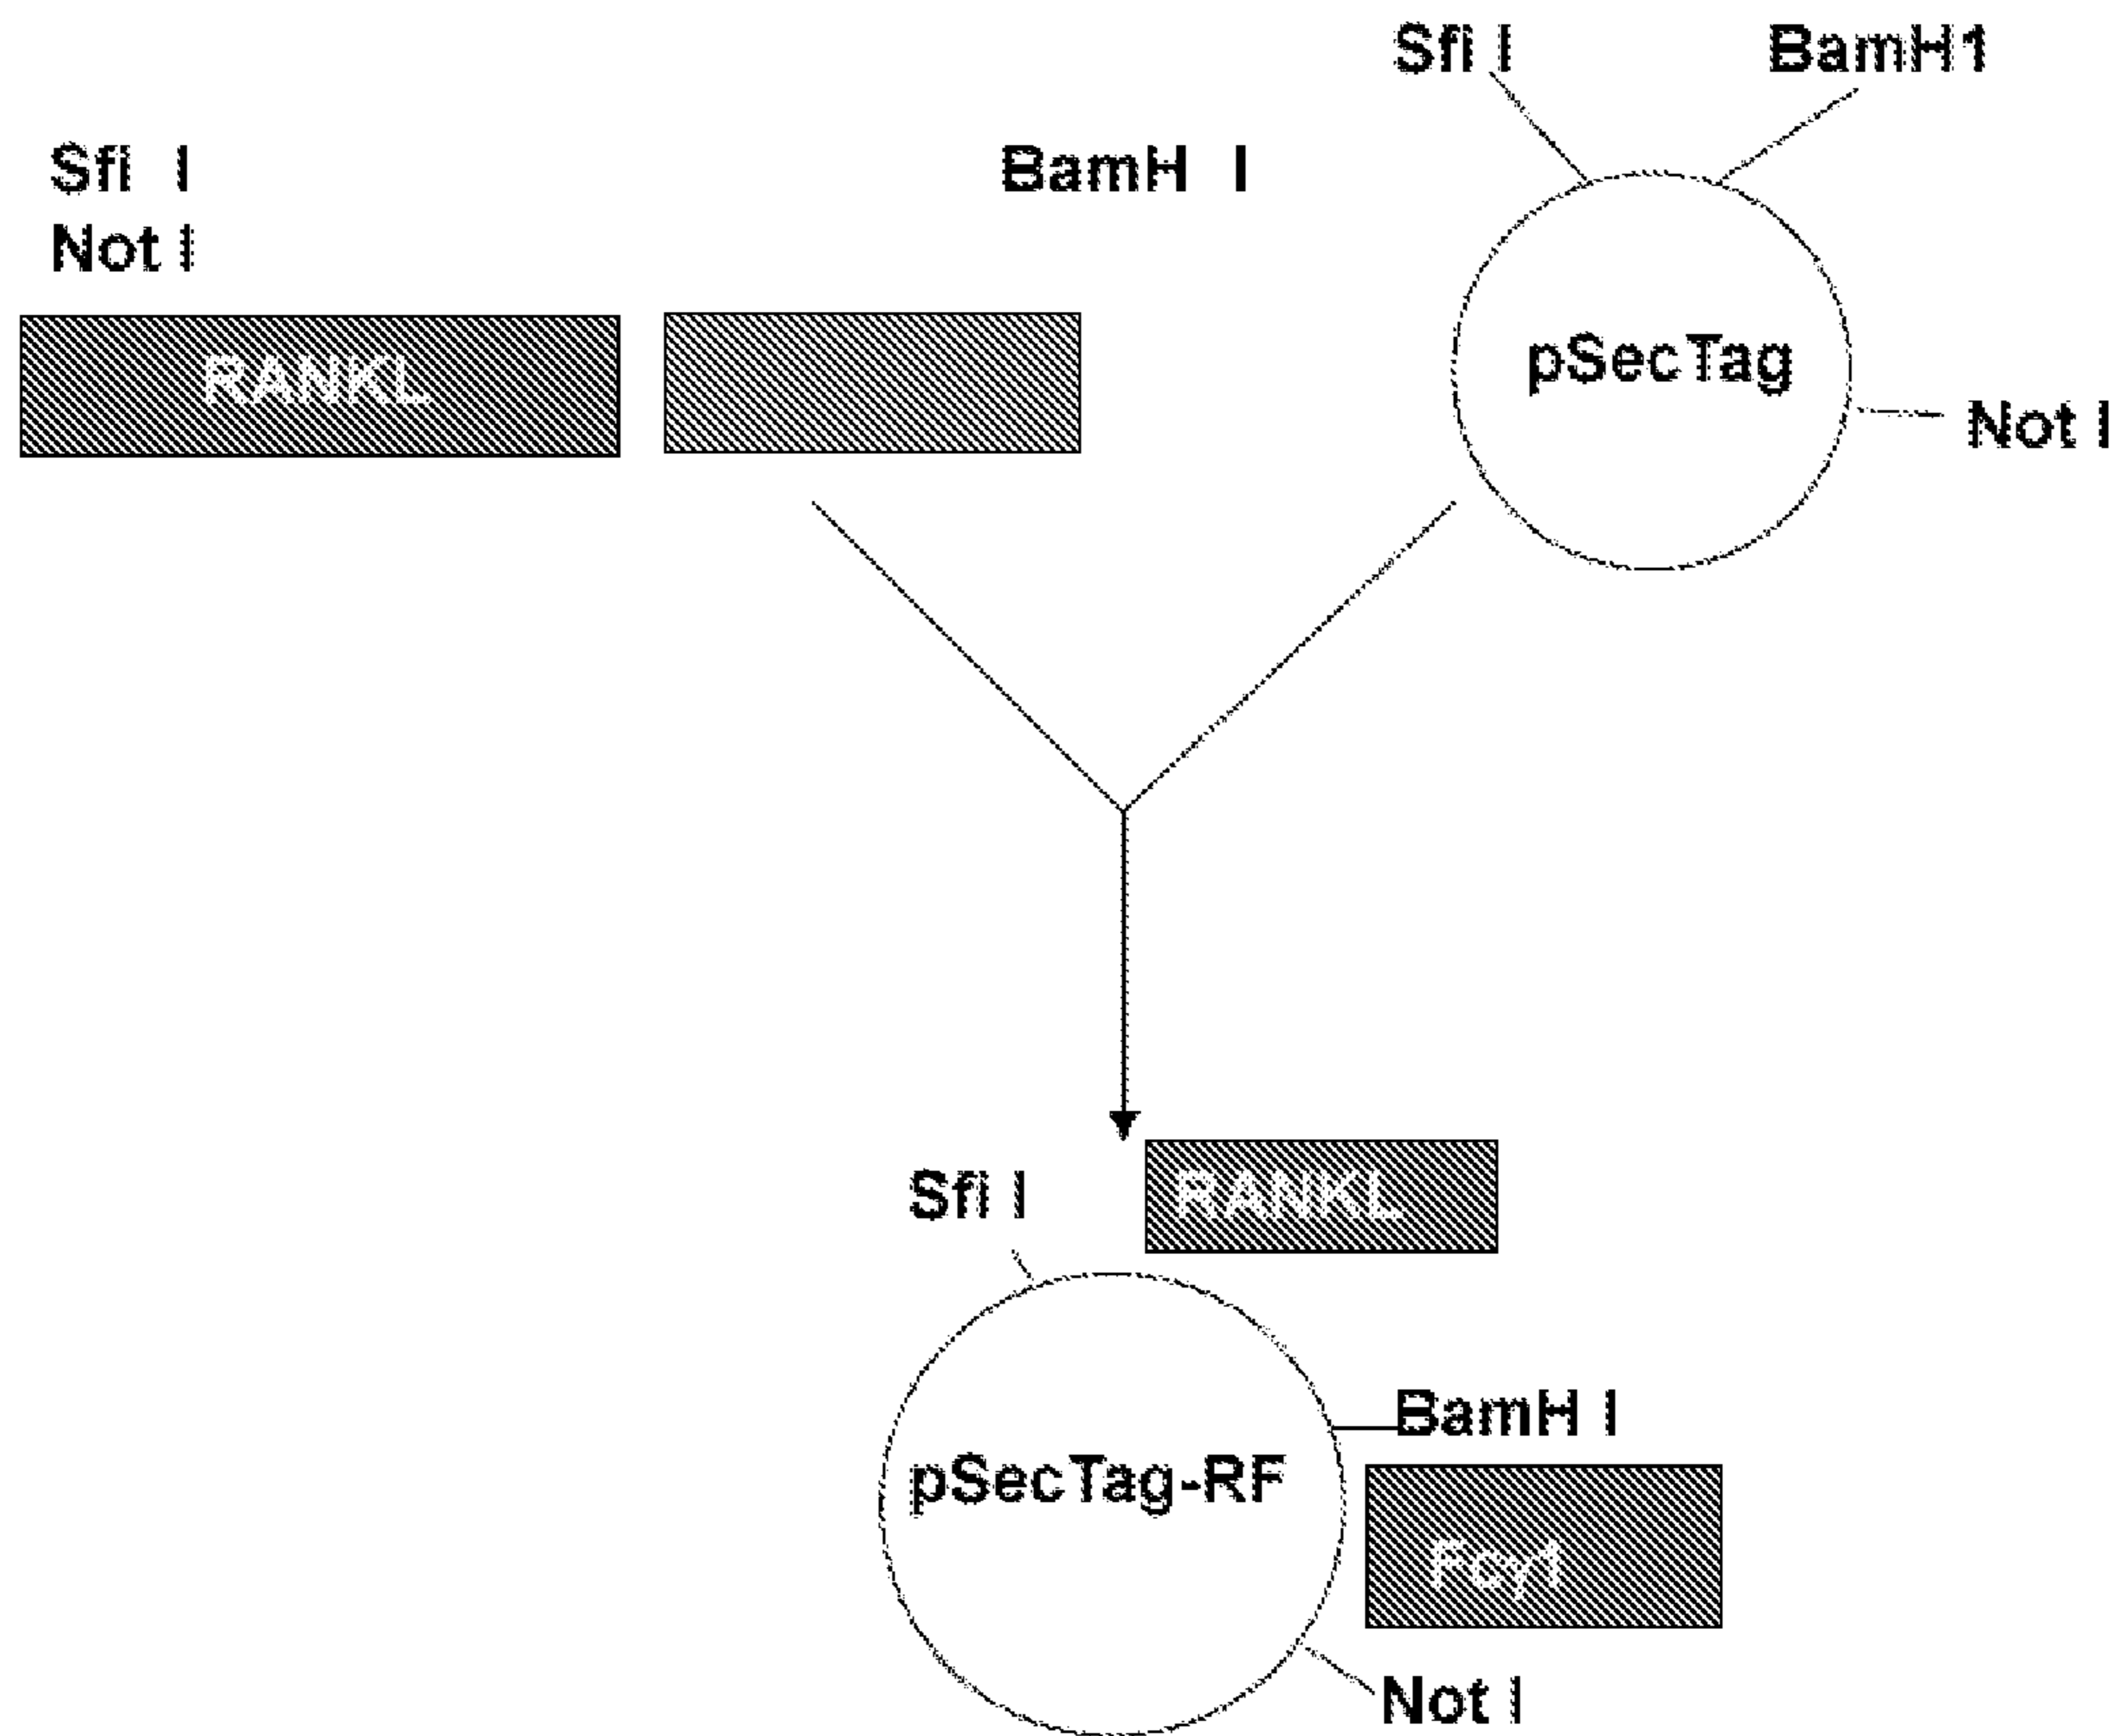 Sfi I
BamH1
Sfi I
BamH I
Not I
RANKL
pSecTag
Not I
RANKL
Sfi I
BamH I
pSecTag-RF
Fcγ1
Not I